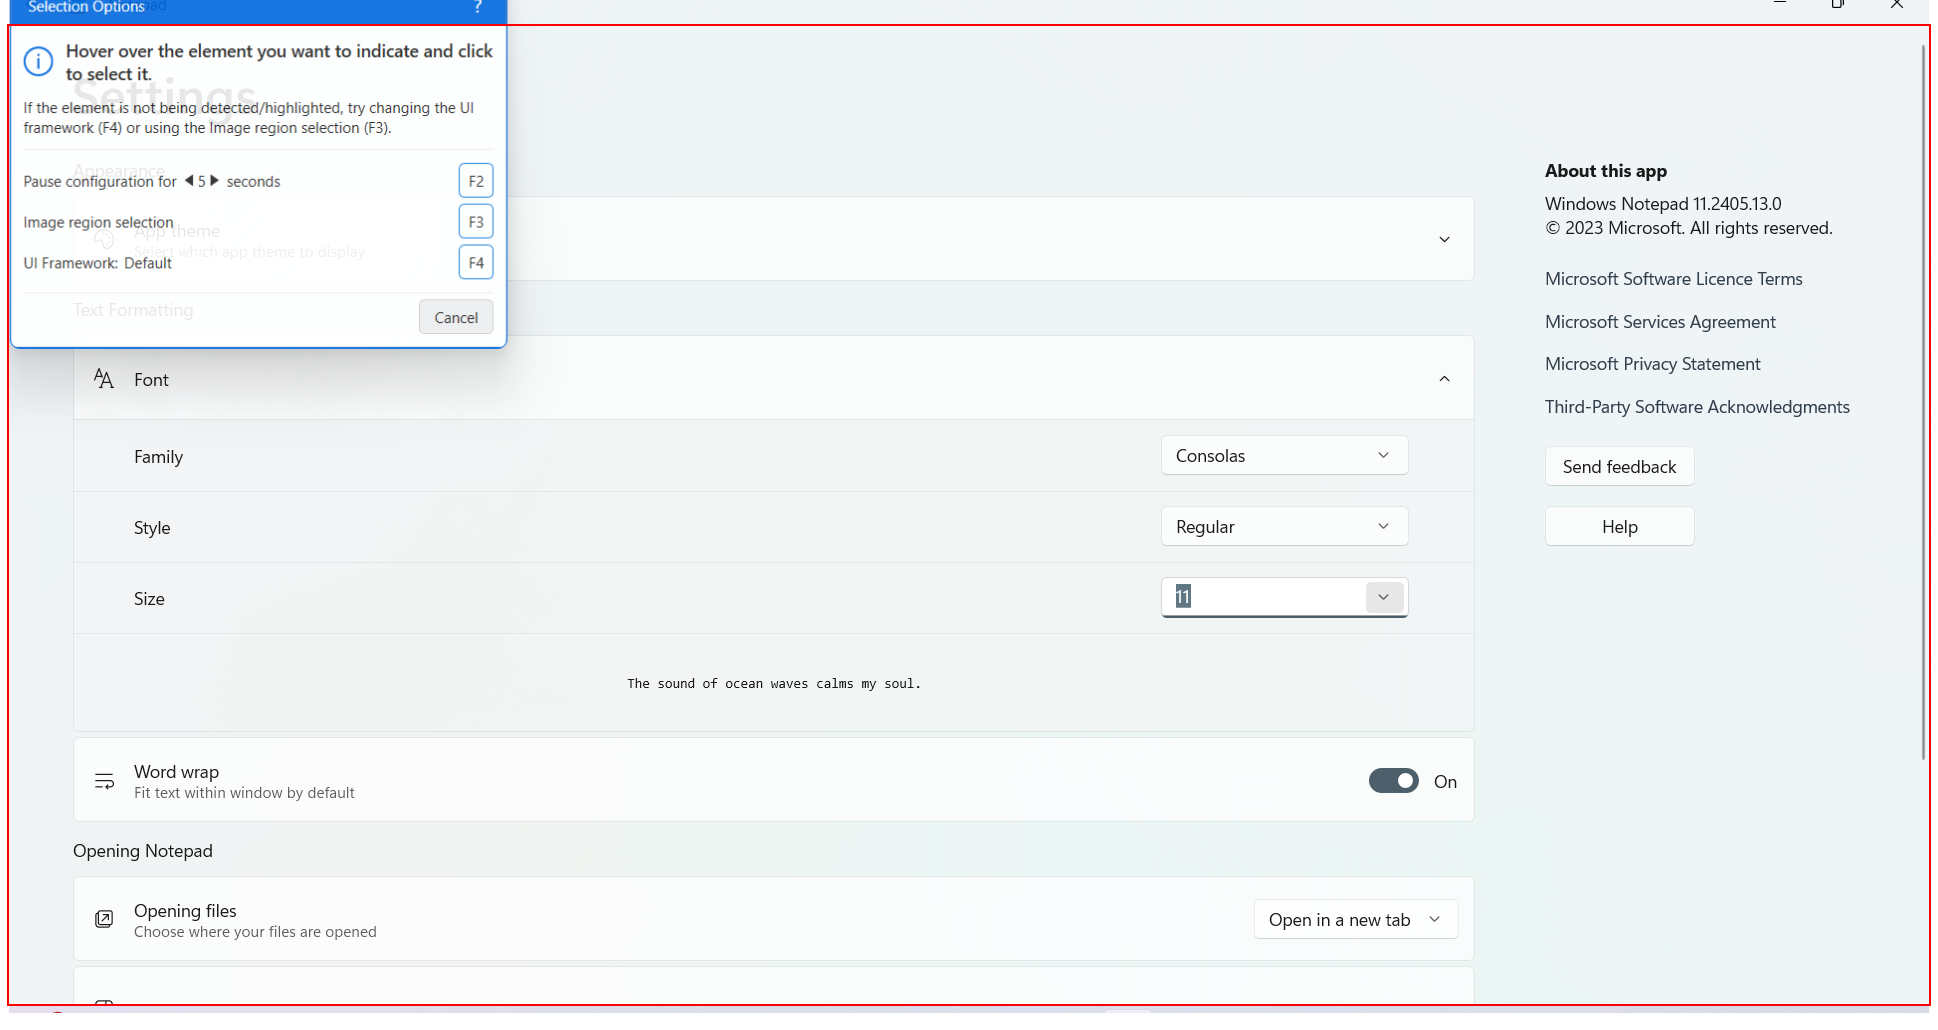 Selection Options
?
Hover over the element you want to indicate and click
to select it.
Settings
If the element is not being detected/highlighted, try changing the UI
framework (F4) or using the Image region selection (F3).
Appearance
Pause configuration for 5 seconds
F2
Image region selection
F3
App theme
Select which app theme to display
UI Framework: Default
F4
Text Formatting
Cancel
Font
Family
Consolas
Style
Regular
Size
11
The sound of ocean waves calms my soul.
Word wrap
Fit text within window by default
On
Opening Notepad
Opening files
Choose where your files are opened
Open in a new tab
About this app
Windows Notepad 11.2405.13.0
© 2023 Microsoft. All rights reserved.
Microsoft Software Licence Terms
Microsoft Services Agreement
Microsoft Privacy Statement
Third-Party Software Acknowledgments
Send feedback
Help